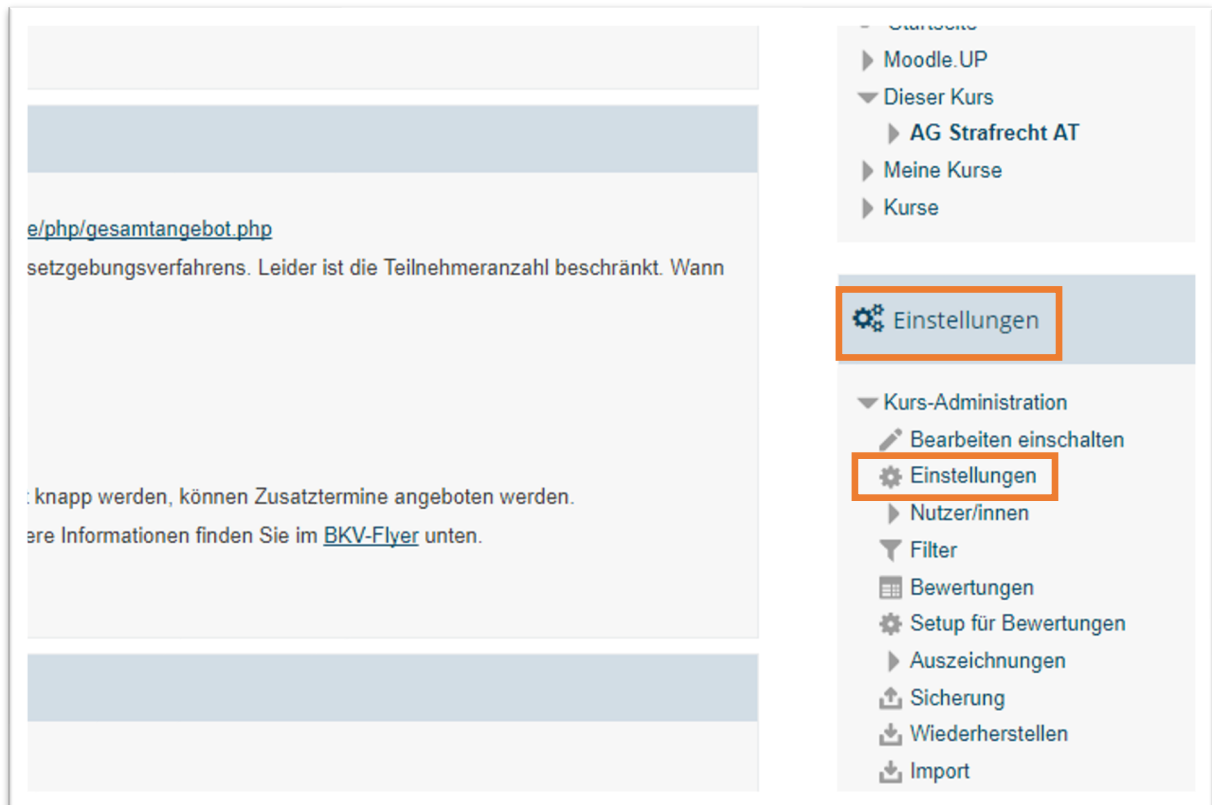 e/php/gesamtangebot.php
setzgebungsverfahrens. Leider ist die Teilnehmeranzahl beschränkt. Wann
knapp werden, können Zusatztermine angeboten werden.
ere Informationen finden Sie im BKV-Flyer unten.
Startseite
Moodle.UP
Dieser Kurs
AG Strafrecht AT
Meine Kurse
Kurse
Einstellungen
Kurs-Administration
Bearbeiten einschalten
Einstellungen
Nutzer/innen
Filter
Bewertungen
Setup für Bewertungen
Auszeichnungen
Sicherung
Wiederherstellen
Import